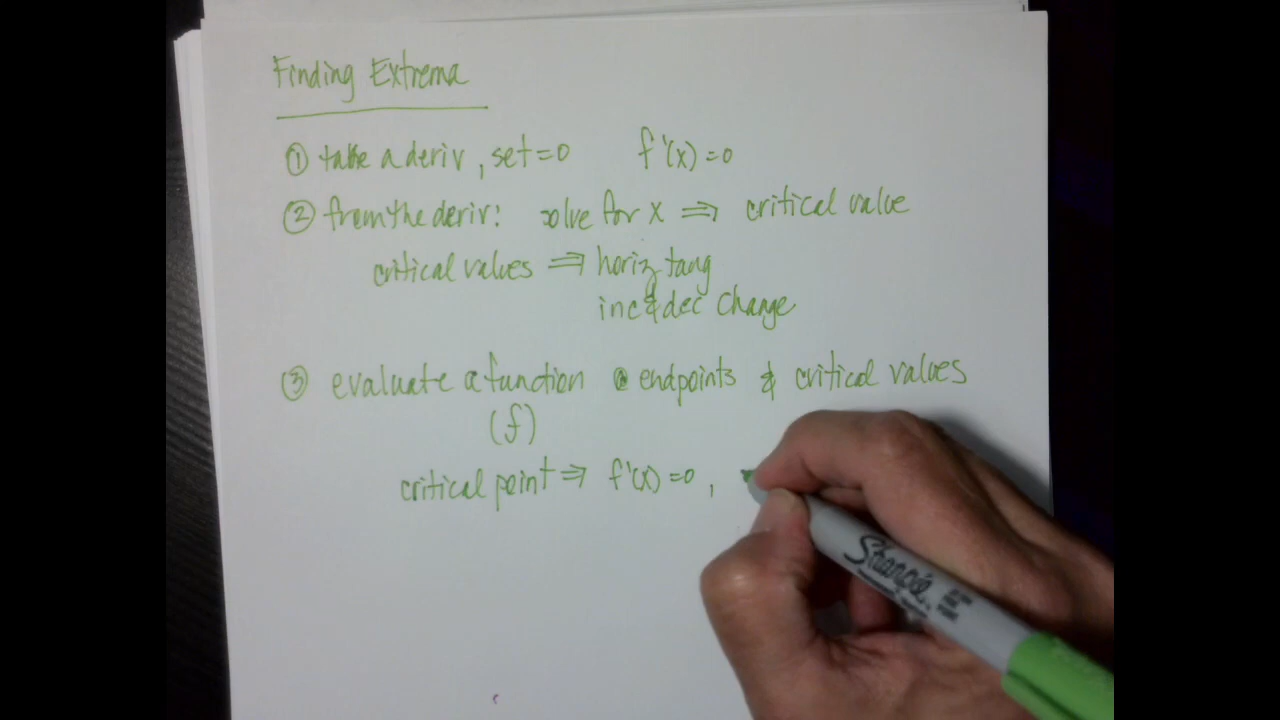 Finding Extrema
① take a deriv, set=0 f'(x)=0
② from the deriv: solve for x ⇒ critical value
critical values ⇒ horiz tang
inc & dec change
③ evaluate a function @ endpoints & critical values
(f)
critical point ⇒ f'(x)=0,
Sharpie